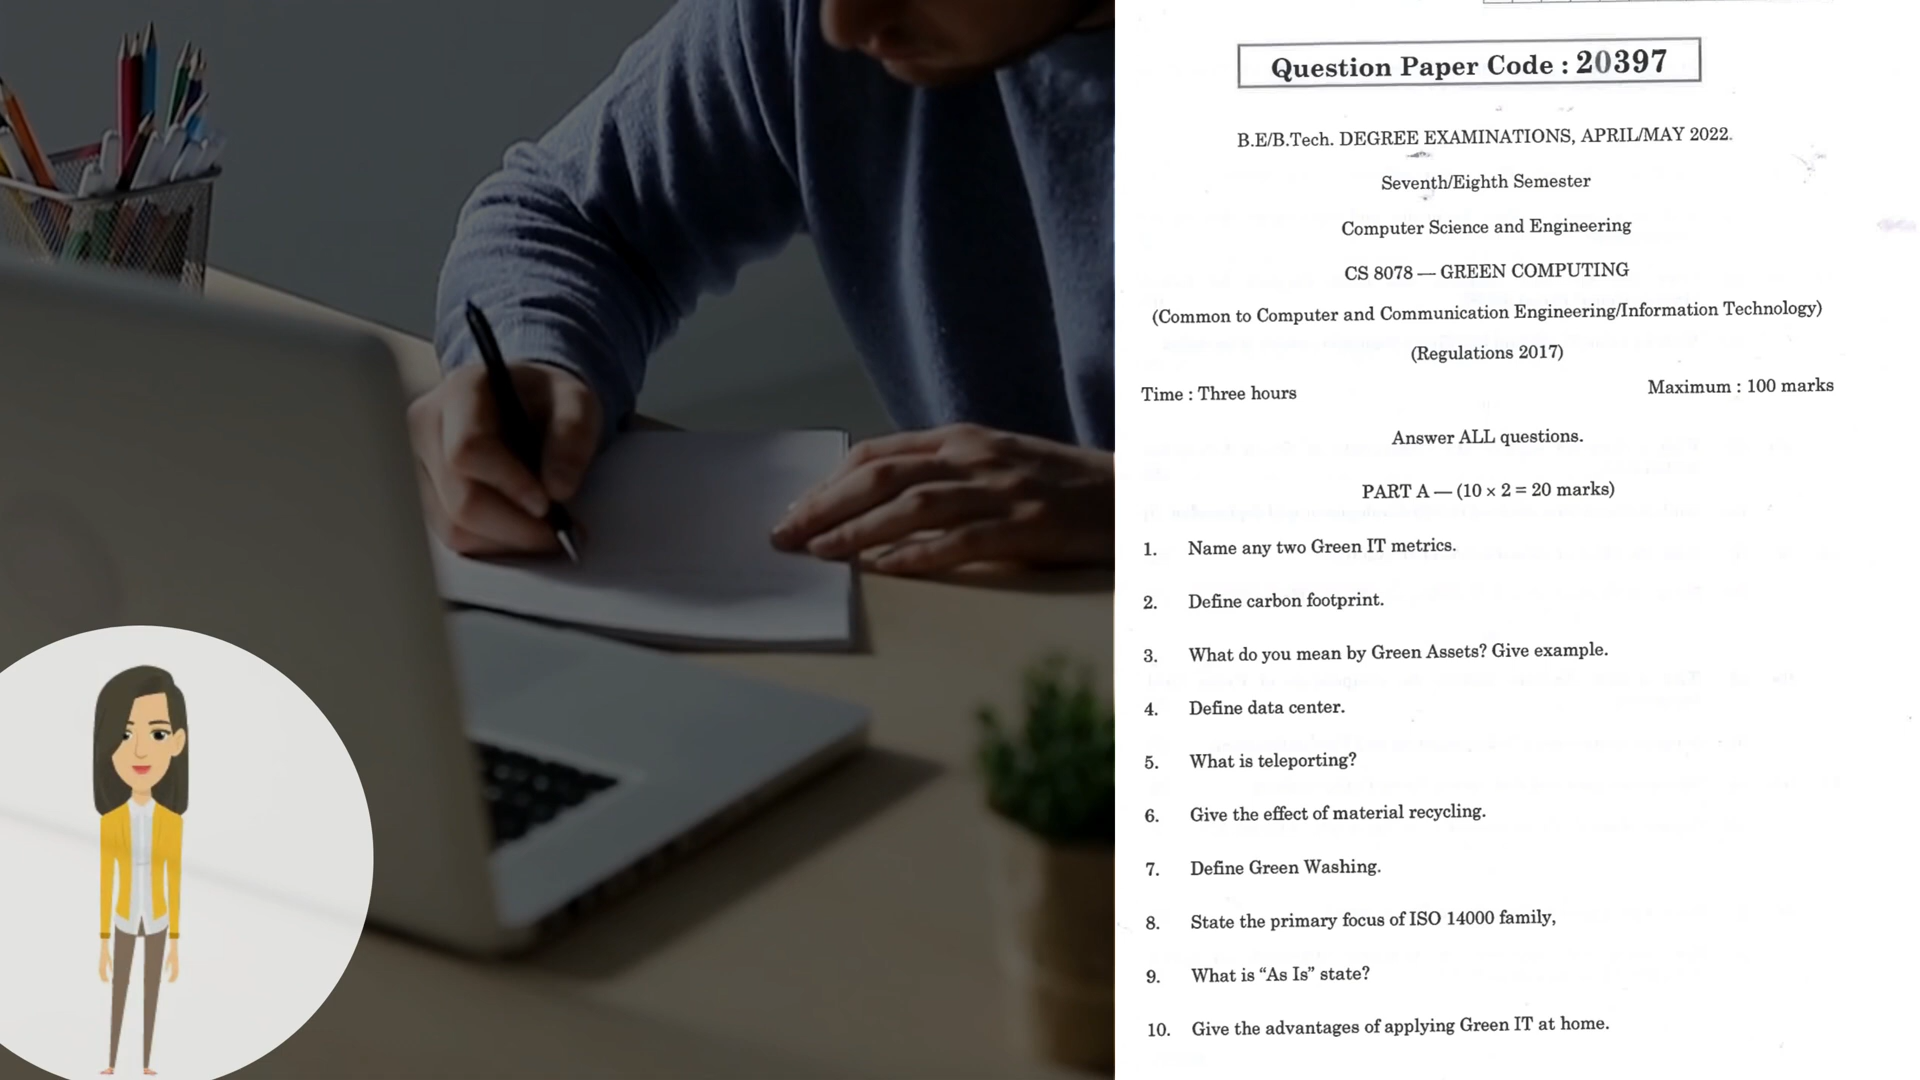 Question Paper Code : 20397
B.E/B.Tech. DEGREE EXAMINATIONS, APRIL/MAY 2022.
Seventh/Eighth Semester
Computer Science and Engineering
CS 8078 — GREEN COMPUTING
(Common to Computer and Communication Engineering/Information Technology)
(Regulations 2017)
Time : Three hours Maximum : 100 marks
Answer ALL questions.
PART A — (10 × 2 = 20 marks)
1. Name any two Green IT metrics.
2. Define carbon footprint.
3. What do you mean by Green Assets? Give example.
4. Define data center.
5. What is teleporting?
6. Give the effect of material recycling.
7. Define Green Washing.
8. State the primary focus of ISO 14000 family,
9. What is “As Is” state?
10. Give the advantages of applying Green IT at home.